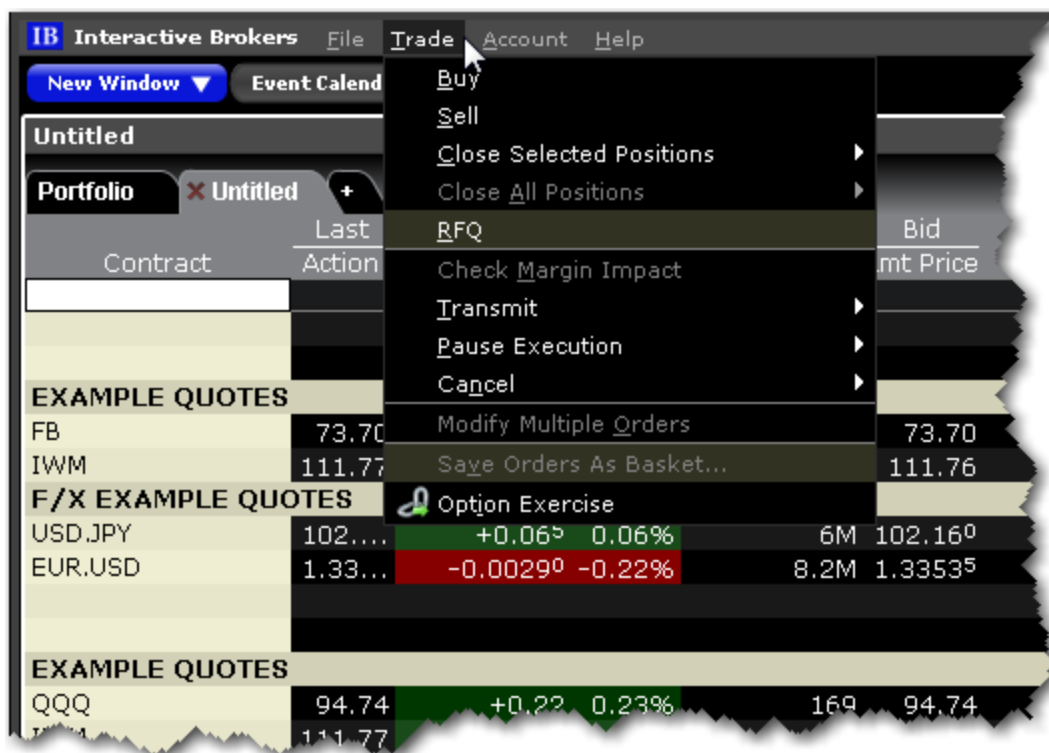 IB Interactive Brokers File Trade Account Help
New Window Event Calend
Buy
Sell
Close Selected Positions
Close All Positions
RFQ
Check Margin Impact
Transmit
Pause Execution
Cancel
Modify Multiple Orders
Save Orders As Basket...
Option Exercise
Untitled
Portfolio Untitled +
Last Bid
Contract Action mt Price
EXAMPLE QUOTES
FB 73.70 73.70
IWM 111.77 111.76
F/X EXAMPLE QUOTES
USD.JPY 102.... +0.06⁵ 0.06% 6M 102.16⁰
EUR.USD 1.33... -0.0029⁰ -0.22% 8.2M 1.3353⁵
EXAMPLE QUOTES
QQQ 94.74 +0.22 0.23% 169 94.74
111.77